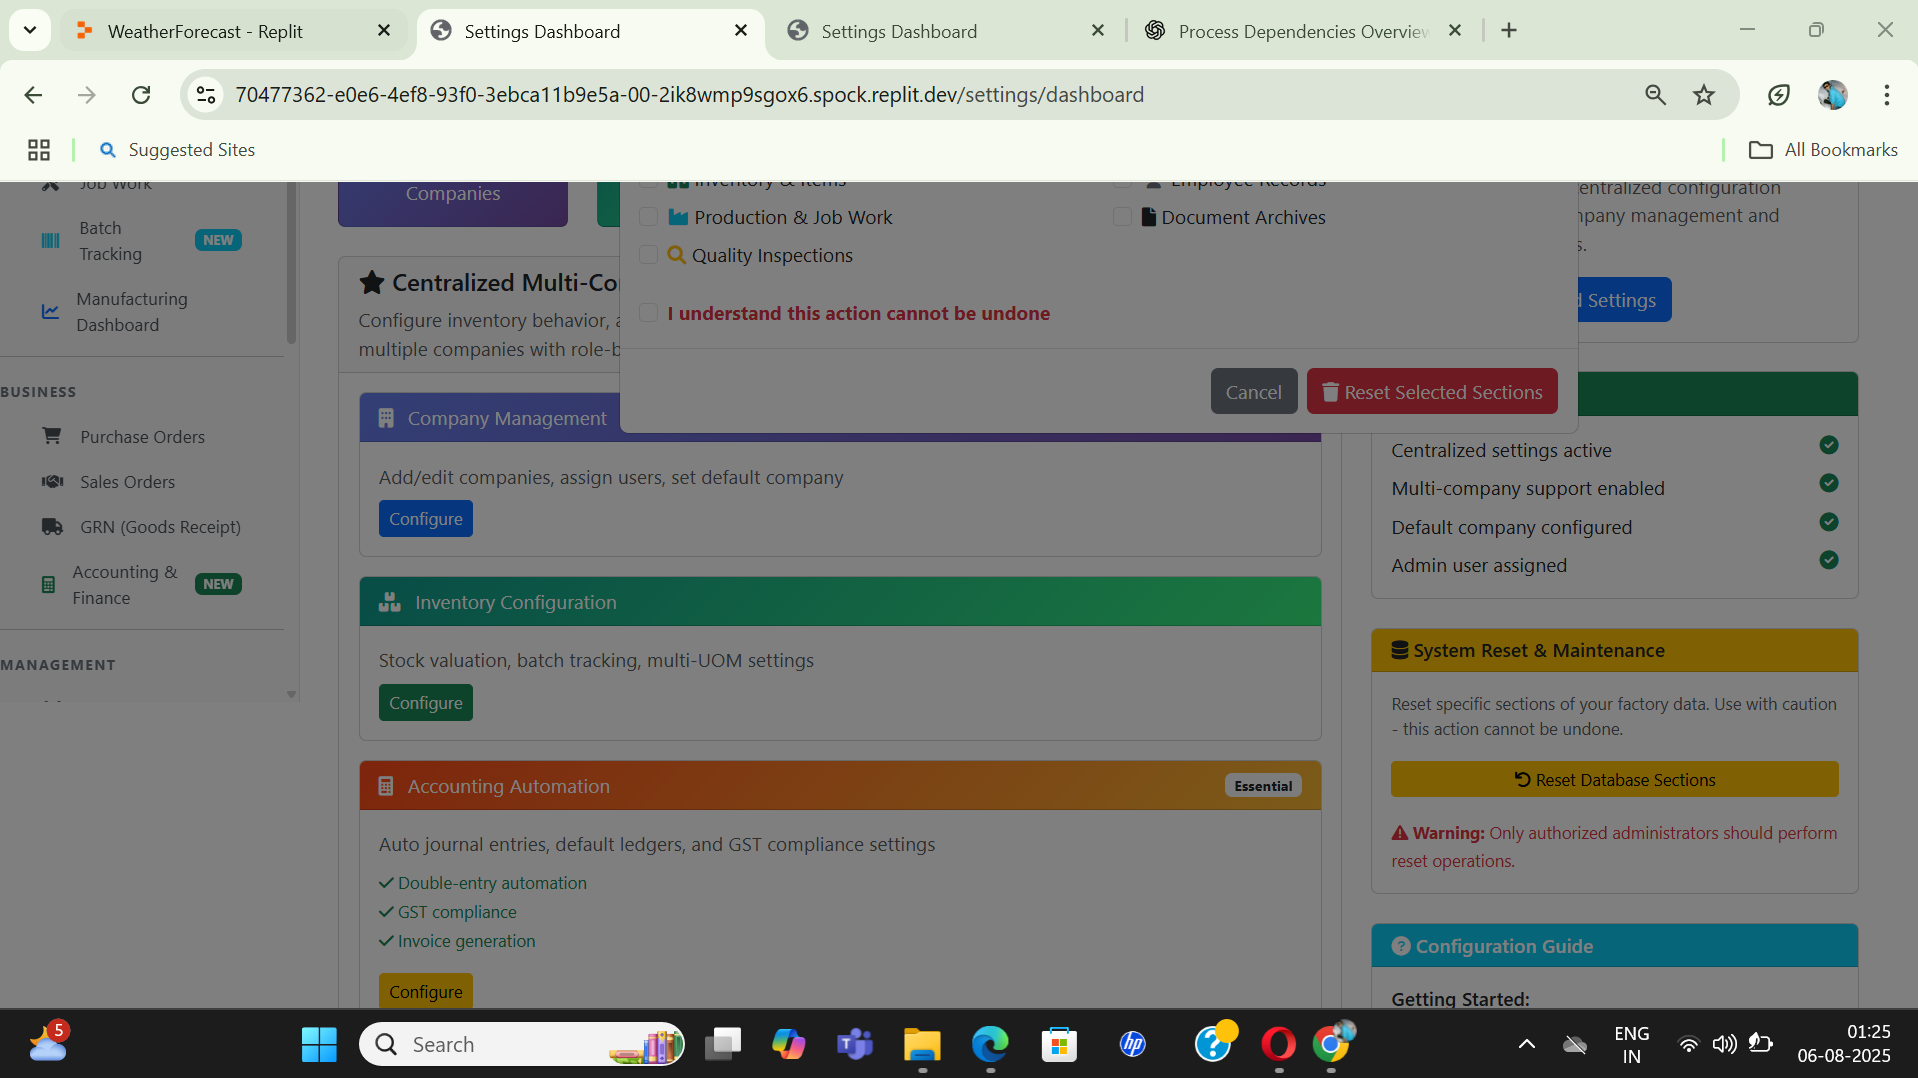 WeatherForecast - Replit
Settings Dashboard
Settings Dashboard
Process Dependencies Overview
70477362-e0e6-4ef8-93f0-3ebca11b9e5a-00-2ik8wmp9sgox6.spock.replit.dev/settings/dashboard
Suggested Sites
All Bookmarks
Job Work
Batch
Tracking
NEW
Manufacturing
Dashboard
BUSINESS
Purchase Orders
Sales Orders
GRN (Goods Receipt)
Accounting &
Finance
NEW
MANAGEMENT
Companies
Centralized Multi-Co
Configure inventory behavior, a
multiple companies with role-b
Inventory & Items
Employee Records
Production & Job Work
Document Archives
Quality Inspections
I understand this action cannot be undone
Cancel
Reset Selected Sections
Company Management
Add/edit companies, assign users, set default company
Configure
Inventory Configuration
Stock valuation, batch tracking, multi-UOM settings
Configure
Accounting Automation
Essential
Auto journal entries, default ledgers, and GST compliance settings
Double-entry automation
GST compliance
Invoice generation
Configure
entralized configuration
pany management and
s.
d Settings
Centralized settings active
Multi-company support enabled
Default company configured
Admin user assigned
System Reset & Maintenance
Reset specific sections of your factory data. Use with caution
- this action cannot be undone.
Reset Database Sections
Warning: Only authorized administrators should perform
reset operations.
Configuration Guide
Getting Started:
5
Search
ENG
IN
01:25
06-08-2025